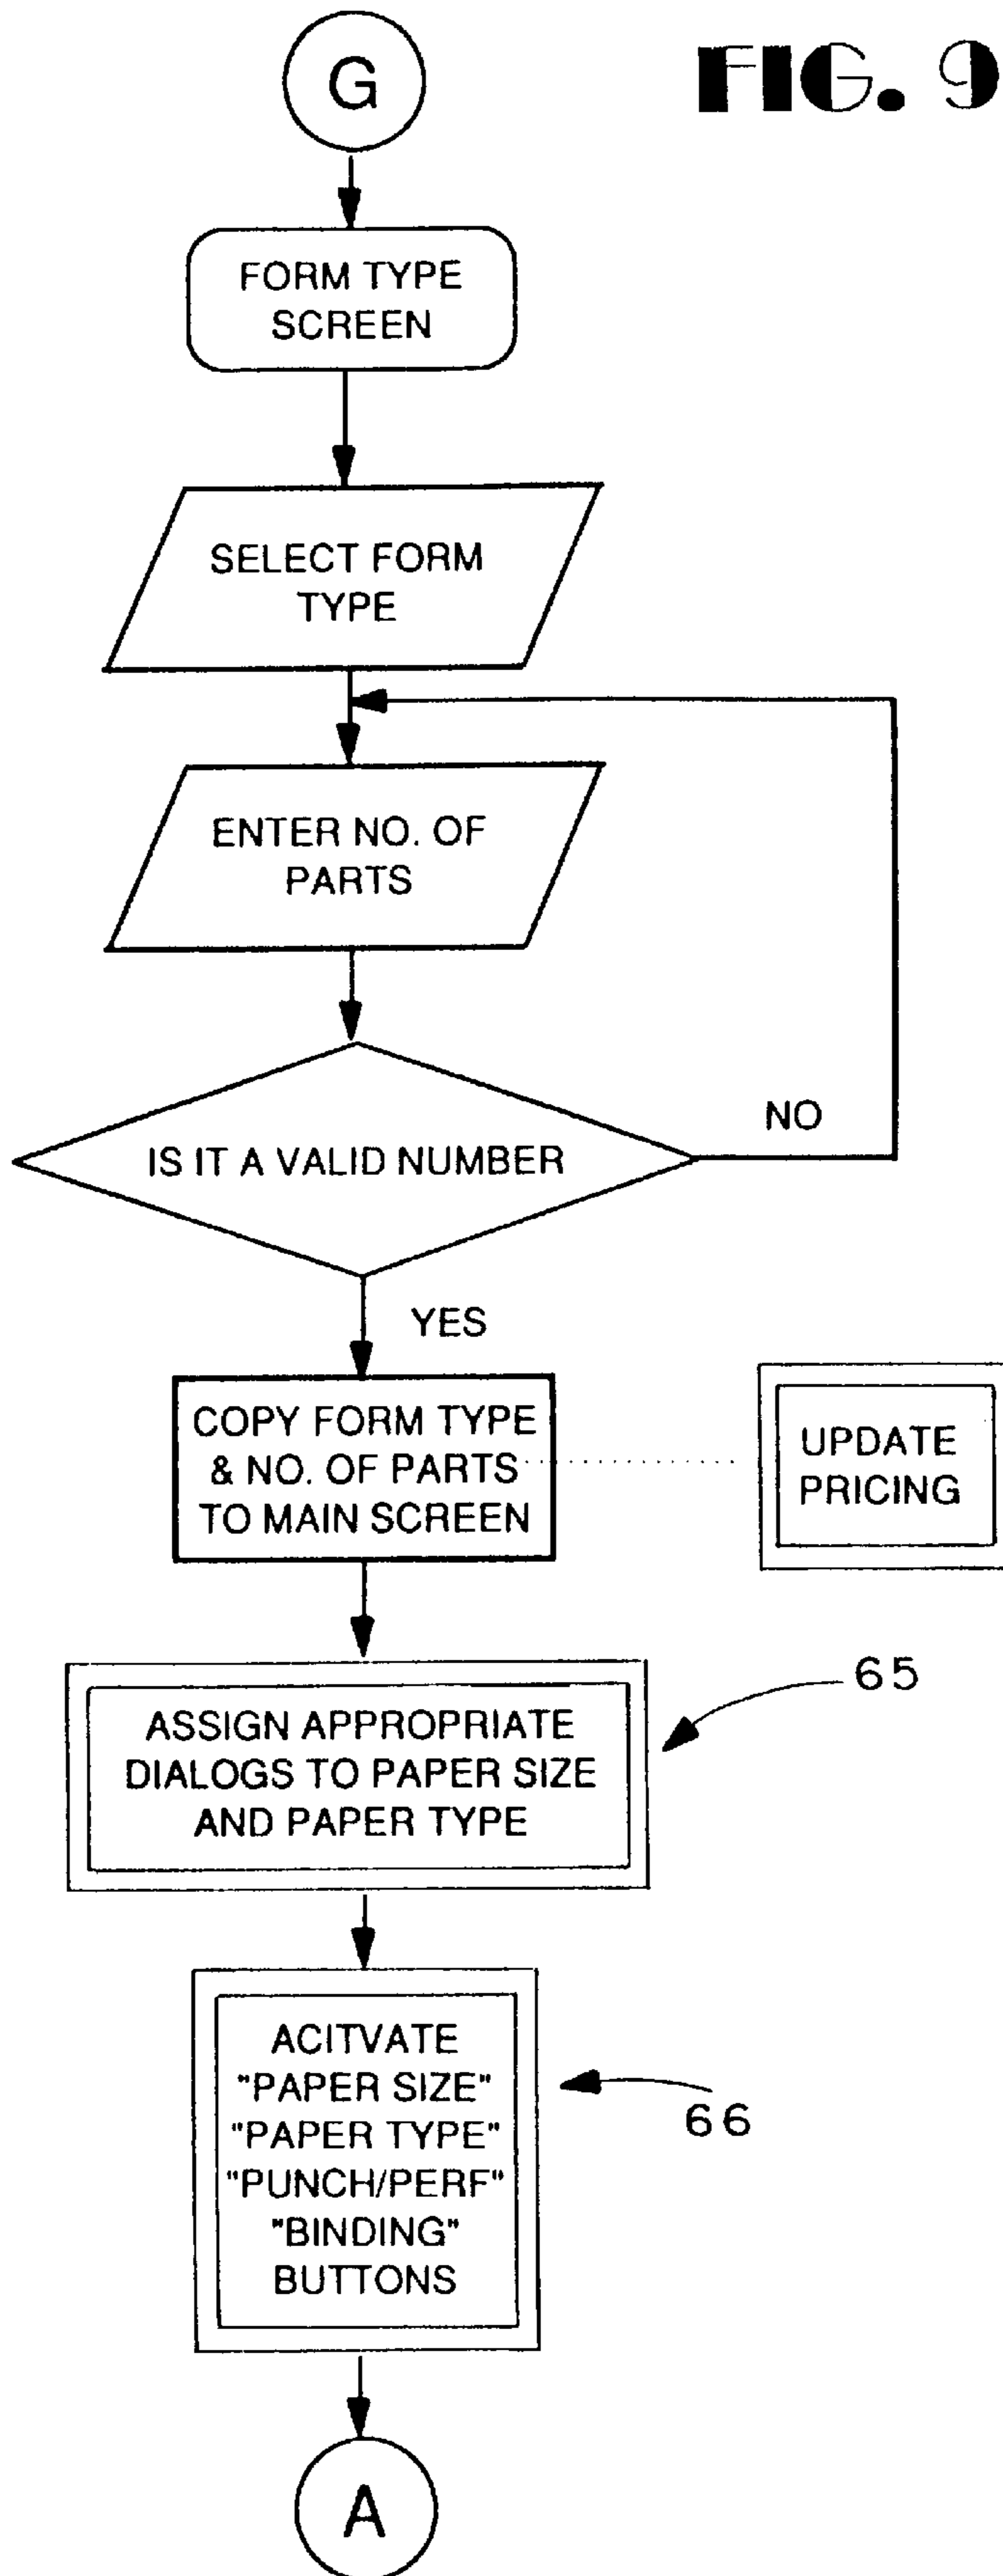 G
FIG. 9
FORM TYPE
SCREEN
SELECT FORM
TYPE
ENTER NO. OF
PARTS
IS IT A VALID NUMBER
NO
YES
COPY FORM TYPE
& NO. OF PARTS
TO MAIN SCREEN
UPDATE
PRICING
65
ASSIGN APPROPRIATE
DIALOGS TO PAPER SIZE
AND PAPER TYPE
ACITVATE
"PAPER SIZE"
"PAPER TYPE"
"PUNCH/PERF"
"BINDING"
BUTTONS
66
A